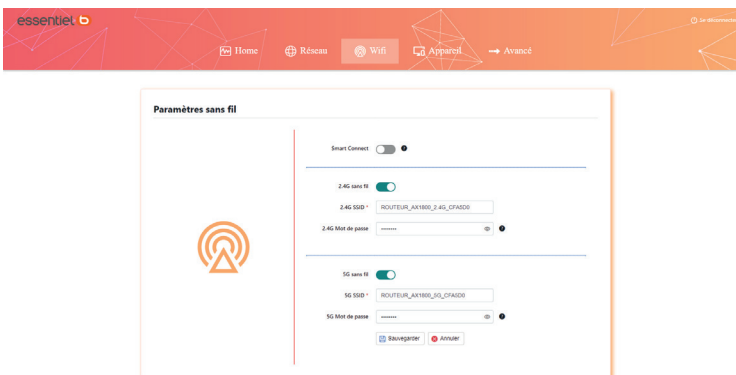 essentiel b
Se déconnecter
Home Réseau Wifi Appareil Avancé
Paramètres sans fil
Smart Connect
2.4G sans fil
2.4G SSID * ROUTEUR_AX1800_2.4G_CFA5D0
2.4G Mot de passe ••••••••
5G sans fil
5G SSID * ROUTEUR_AX1800_5G_CFA5D0
5G Mot de passe ••••••••
Sauvegarder Annuler